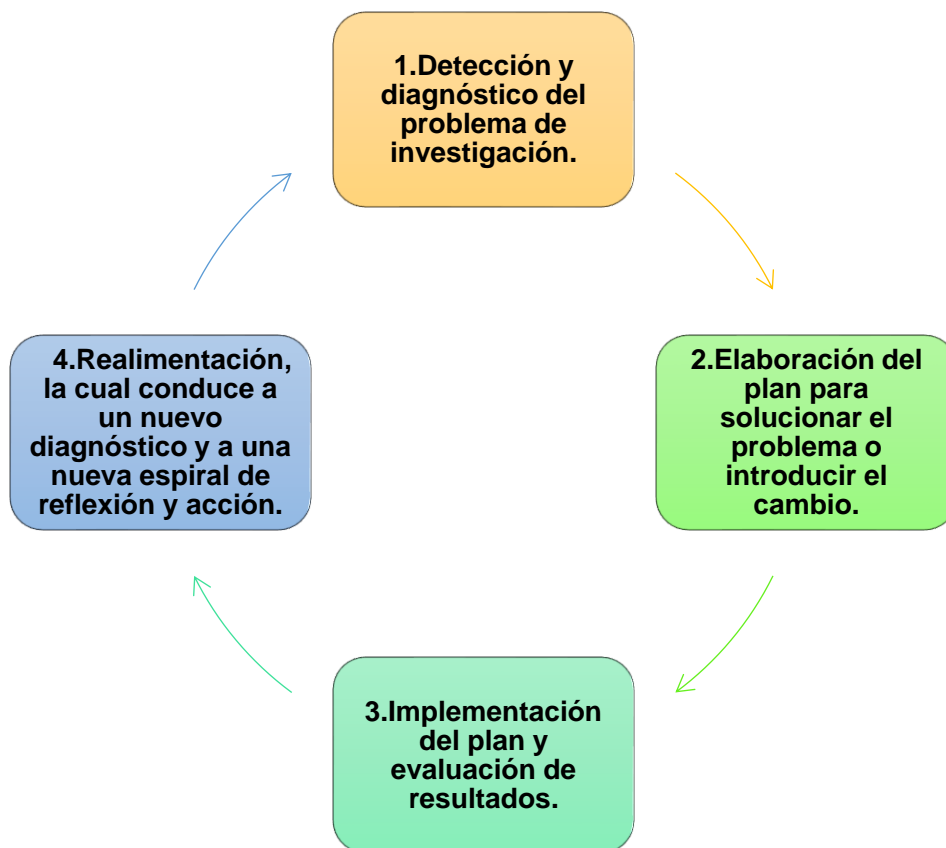 1.Detección y
diagnóstico del
problema de
investigación.
2.Elaboración del
plan para
solucionar el
problema o
introducir el
cambio.
3.Implementación
del plan y
evaluación de
resultados.
4.Realimentación,
la cual conduce a
un nuevo
diagnóstico y a una
nueva espiral de
reflexión y acción.